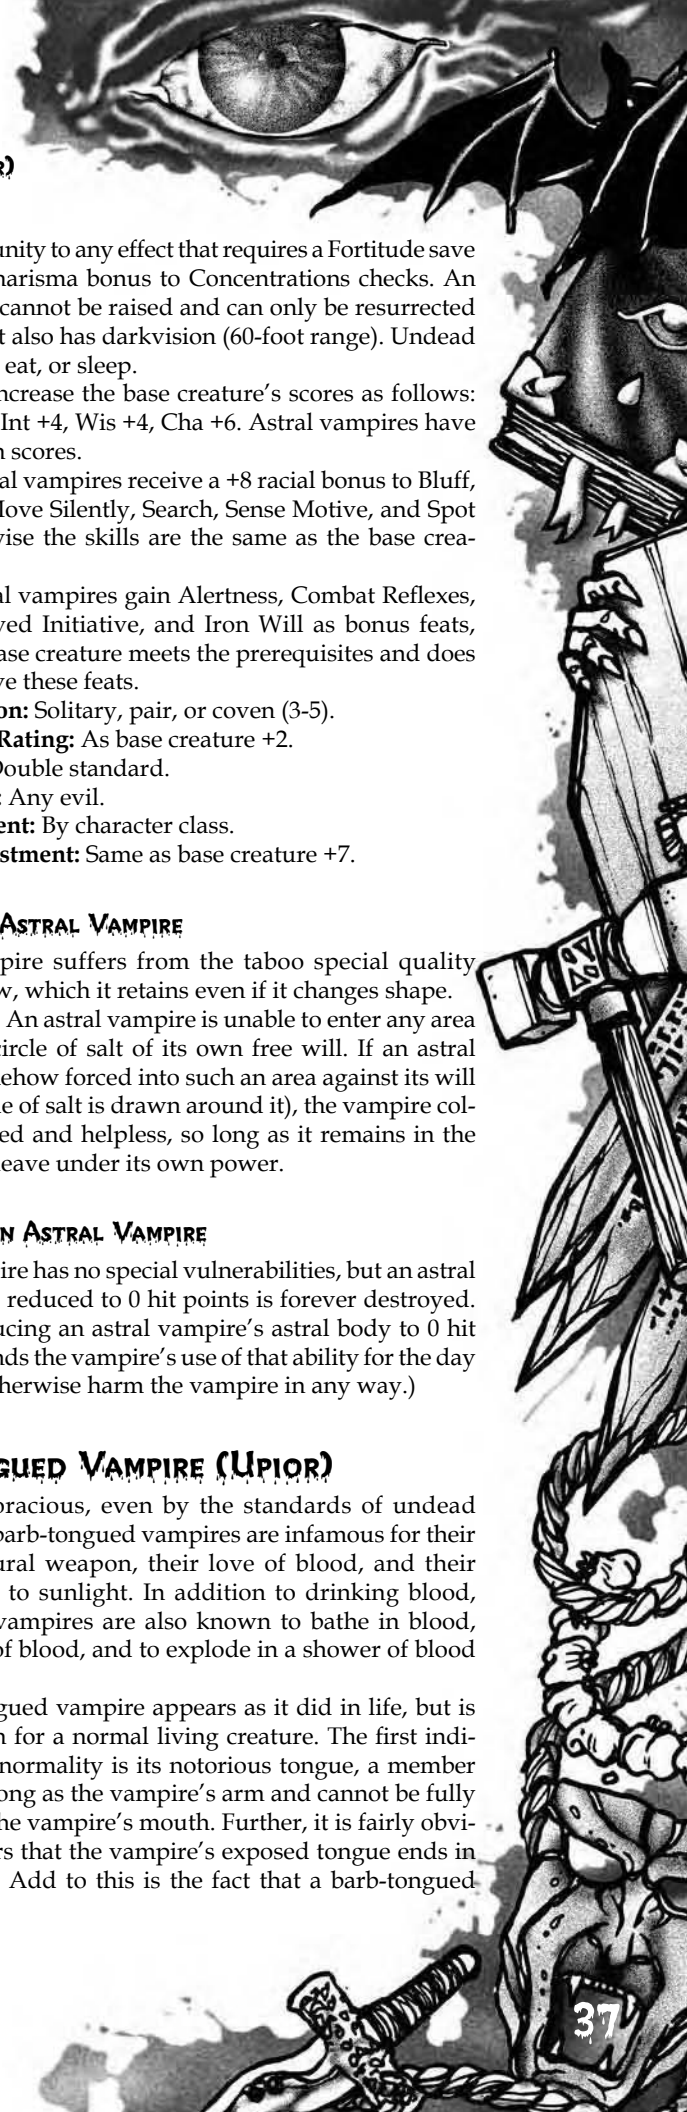 R)
unity to any effect that requires a Fortitude save
harisma bonus to Concentrations checks. An
cannot be raised and can only be resurrected
t also has darkvision (60-foot range). Undead
eat, or sleep.
ncrease the base creature's scores as follows:
Int +4, Wis +4, Cha +6. Astral vampires have
n scores.
al vampires receive a +8 racial bonus to Bluff,
Move Silently, Search, Sense Motive, and Spot
wise the skills are the same as the base crea-
al vampires gain Alertness, Combat Reflexes,
ved Initiative, and Iron Will as bonus feats,
ase creature meets the prerequisites and does
ve these feats.
on: Solitary, pair, or coven (3-5).
Rating: As base creature +2.
Double standard.
: Any evil.
ent: By character class.
stment: Same as base creature +7.
Astral Vampire
pire suffers from the taboo special quality
w, which it retains even if it changes shape.
An astral vampire is unable to enter any area
circle of salt of its own free will. If an astral
ehow forced into such an area against its will
le of salt is drawn around it), the vampire col-
ed and helpless, so long as it remains in the
leave under its own power.
n Astral Vampire
ire has no special vulnerabilities, but an astral
reduced to 0 hit points is forever destroyed.
ucing an astral vampire's astral body to 0 hit
nds the vampire's use of that ability for the day
therwise harm the vampire in any way.)
gued Vampire (Upior)
oracious, even by the standards of undead
barb-tongued vampires are infamous for their
ural weapon, their love of blood, and their
to sunlight. In addition to drinking blood,
vampires are also known to bathe in blood,
of blood, and to explode in a shower of blood
gued vampire appears as it did in life, but is
n for a normal living creature. The first indi-
normality is its notorious tongue, a member
ong as the vampire's arm and cannot be fully
he vampire's mouth. Further, it is fairly obvi-
rs that the vampire's exposed tongue ends in
Add to this is the fact that a barb-tongued
37